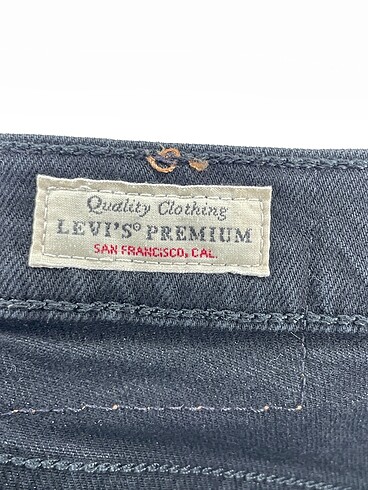 Quality Clothing
LEVI'S® PREMIUM
SAN FRANCISCO, CAL.